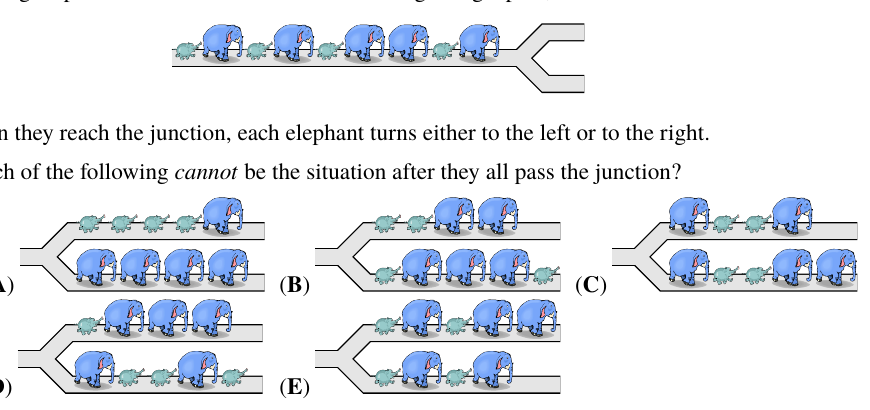 n they reach the junction, each elephant turns either to the left or to the right.
ch of the following cannot be the situation after they all pass the junction?
) (B) (C)
) (E)